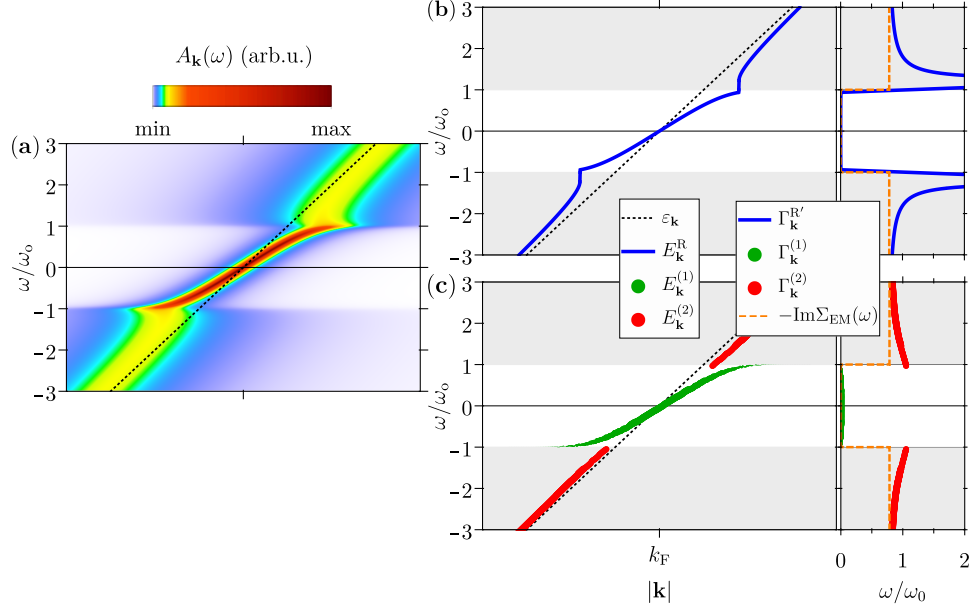 A_k(ω) (arb.u.)
min max
(a)
3
2
1
0
-1
-2
-3
ω/ω_o
(b)
3
2
1
0
-1
-2
-3
ω/ω_o
ε_k
E_k^R
E_k^(1)
E_k^(2)
Γ_k^R′
Γ_k^(1)
Γ_k^(2)
−ImΣ_EM(ω)
(c)
3
2
1
0
-1
-2
-3
ω/ω_o
k_F
|k|
0 1 2
ω/ω_0